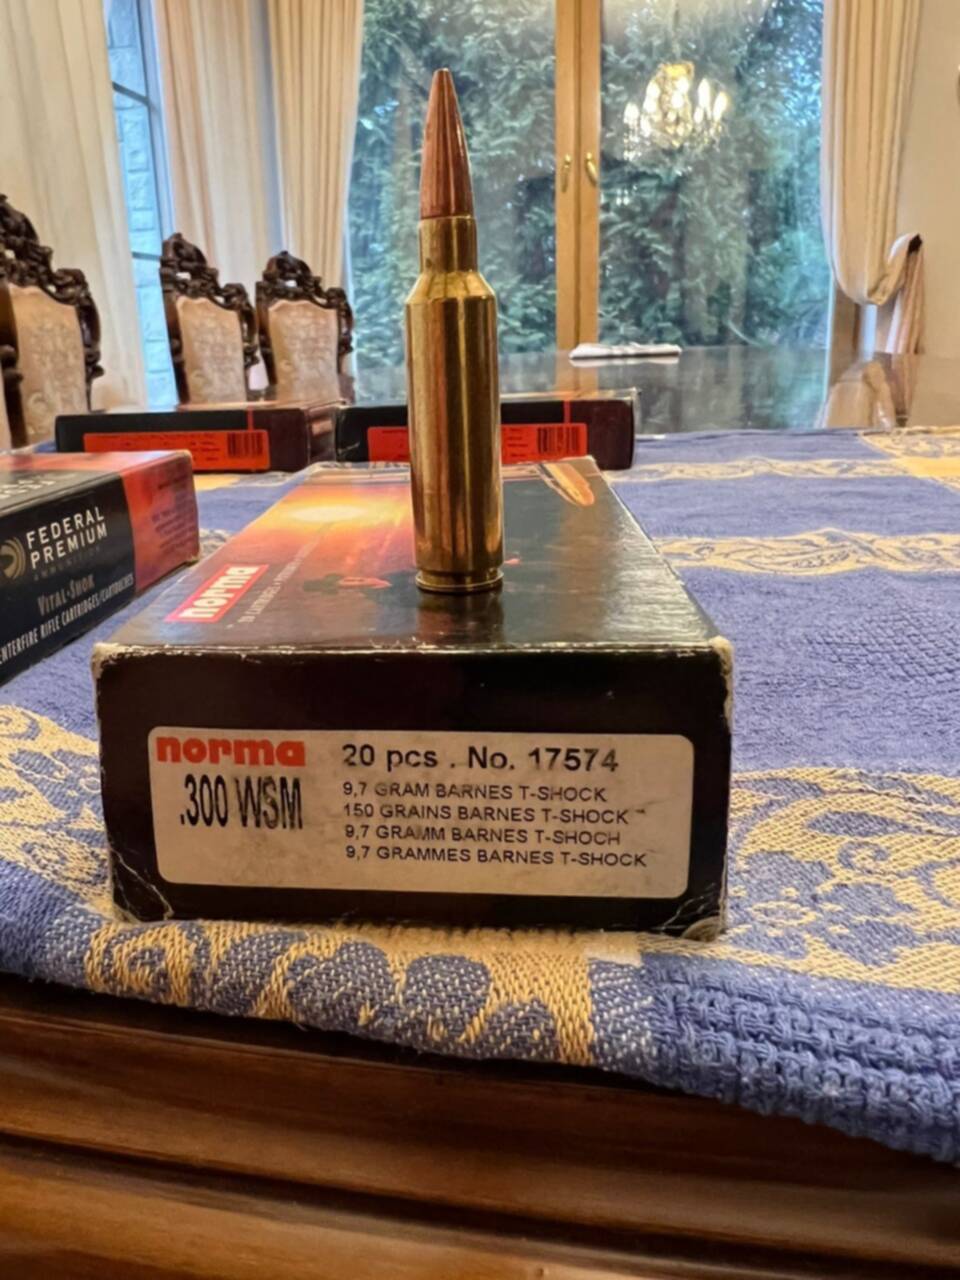 FEDERAL
PREMIUM
AMMUNITION
VITAL-SHOK
CENTERFIRE RIFLE CARTRIDGES/CARTOUCHES
norma
norma
.300 WSM
20 pcs . No. 17574
9,7 GRAM BARNES T-SHOCK
150 GRAINS BARNES T-SHOCK
9,7 GRAMM BARNES T-SHOCH
9,7 GRAMMES BARNES T-SHOCK